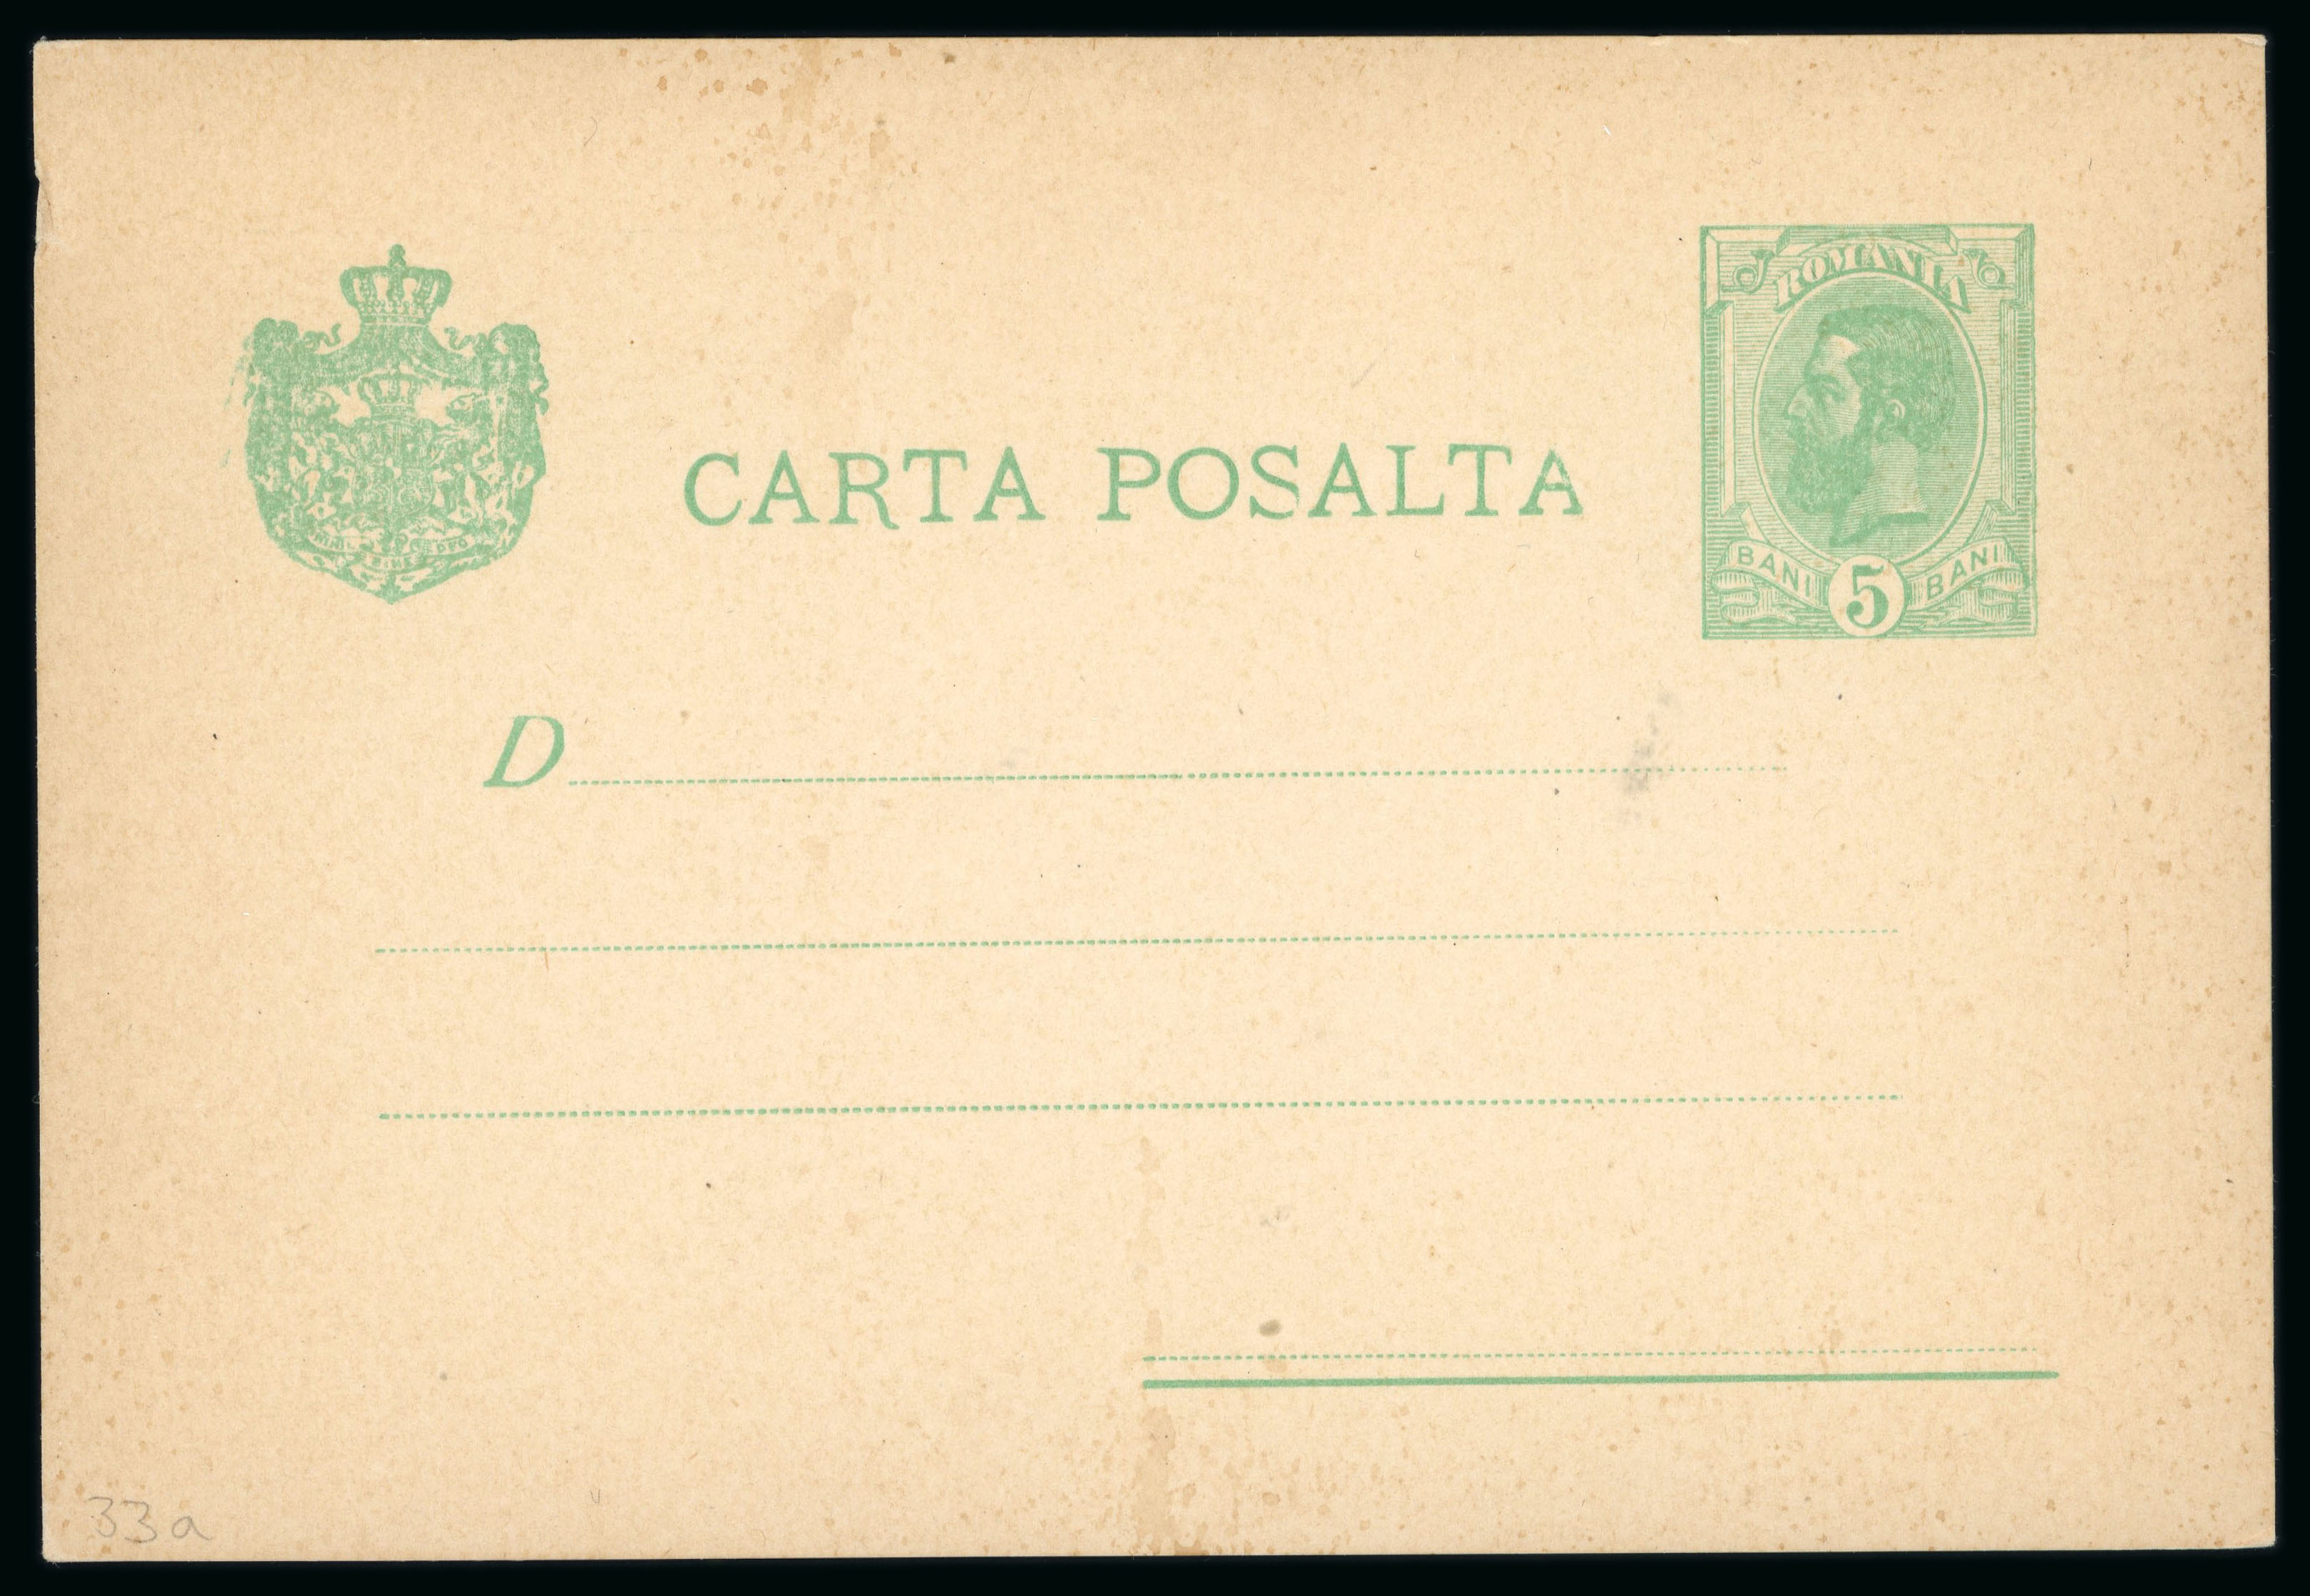 ROMANIA
CARTA POSALTA
BANI 5 BANI
D
33a